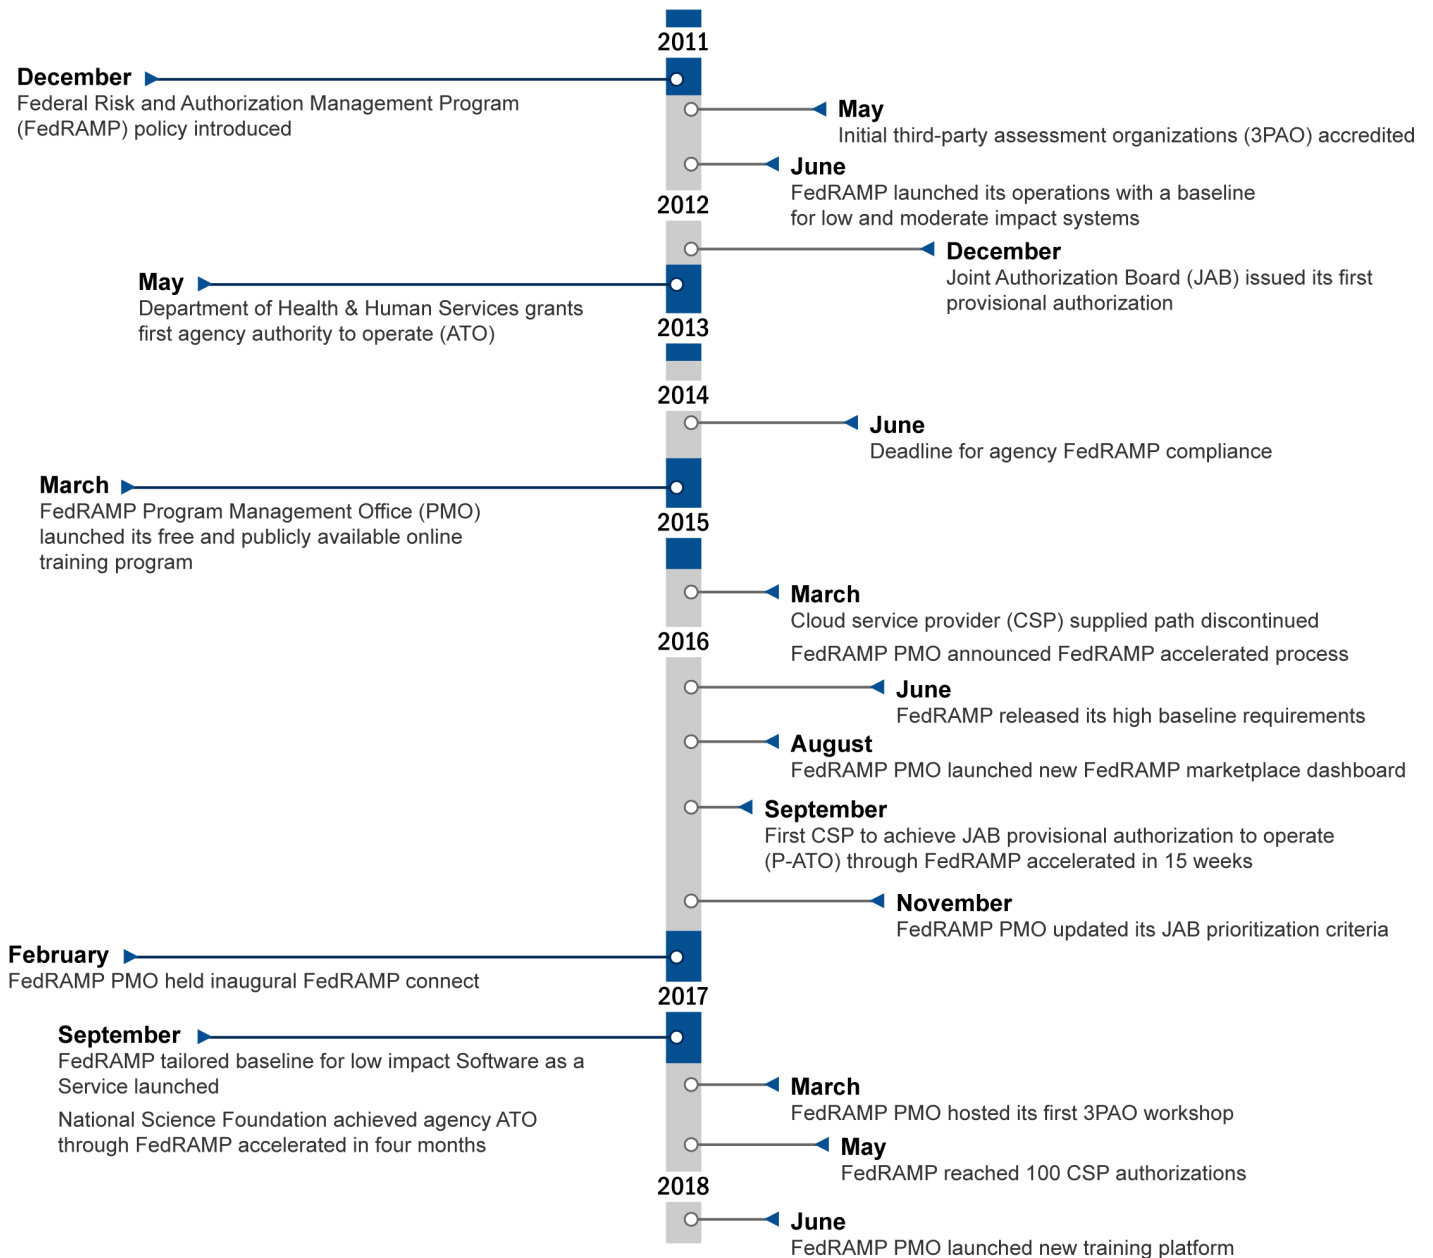 2011
December
Federal Risk and Authorization Management Program
(FedRAMP) policy introduced
May
Initial third-party assessment organizations (3PAO) accredited
June
FedRAMP launched its operations with a baseline
for low and moderate impact systems
2012
December
Joint Authorization Board (JAB) issued its first
provisional authorization
May
Department of Health & Human Services grants
first agency authority to operate (ATO)
2013
2014
June
Deadline for agency FedRAMP compliance
March
FedRAMP Program Management Office (PMO)
launched its free and publicly available online
training program
2015
March
Cloud service provider (CSP) supplied path discontinued
FedRAMP PMO announced FedRAMP accelerated process
2016
June
FedRAMP released its high baseline requirements
August
FedRAMP PMO launched new FedRAMP marketplace dashboard
September
First CSP to achieve JAB provisional authorization to operate
(P-ATO) through FedRAMP accelerated in 15 weeks
November
FedRAMP PMO updated its JAB prioritization criteria
February
FedRAMP PMO held inaugural FedRAMP connect
2017
September
FedRAMP tailored baseline for low impact Software as a
Service launched
National Science Foundation achieved agency ATO
through FedRAMP accelerated in four months
March
FedRAMP PMO hosted its first 3PAO workshop
May
FedRAMP reached 100 CSP authorizations
2018
June
FedRAMP PMO launched new training platform